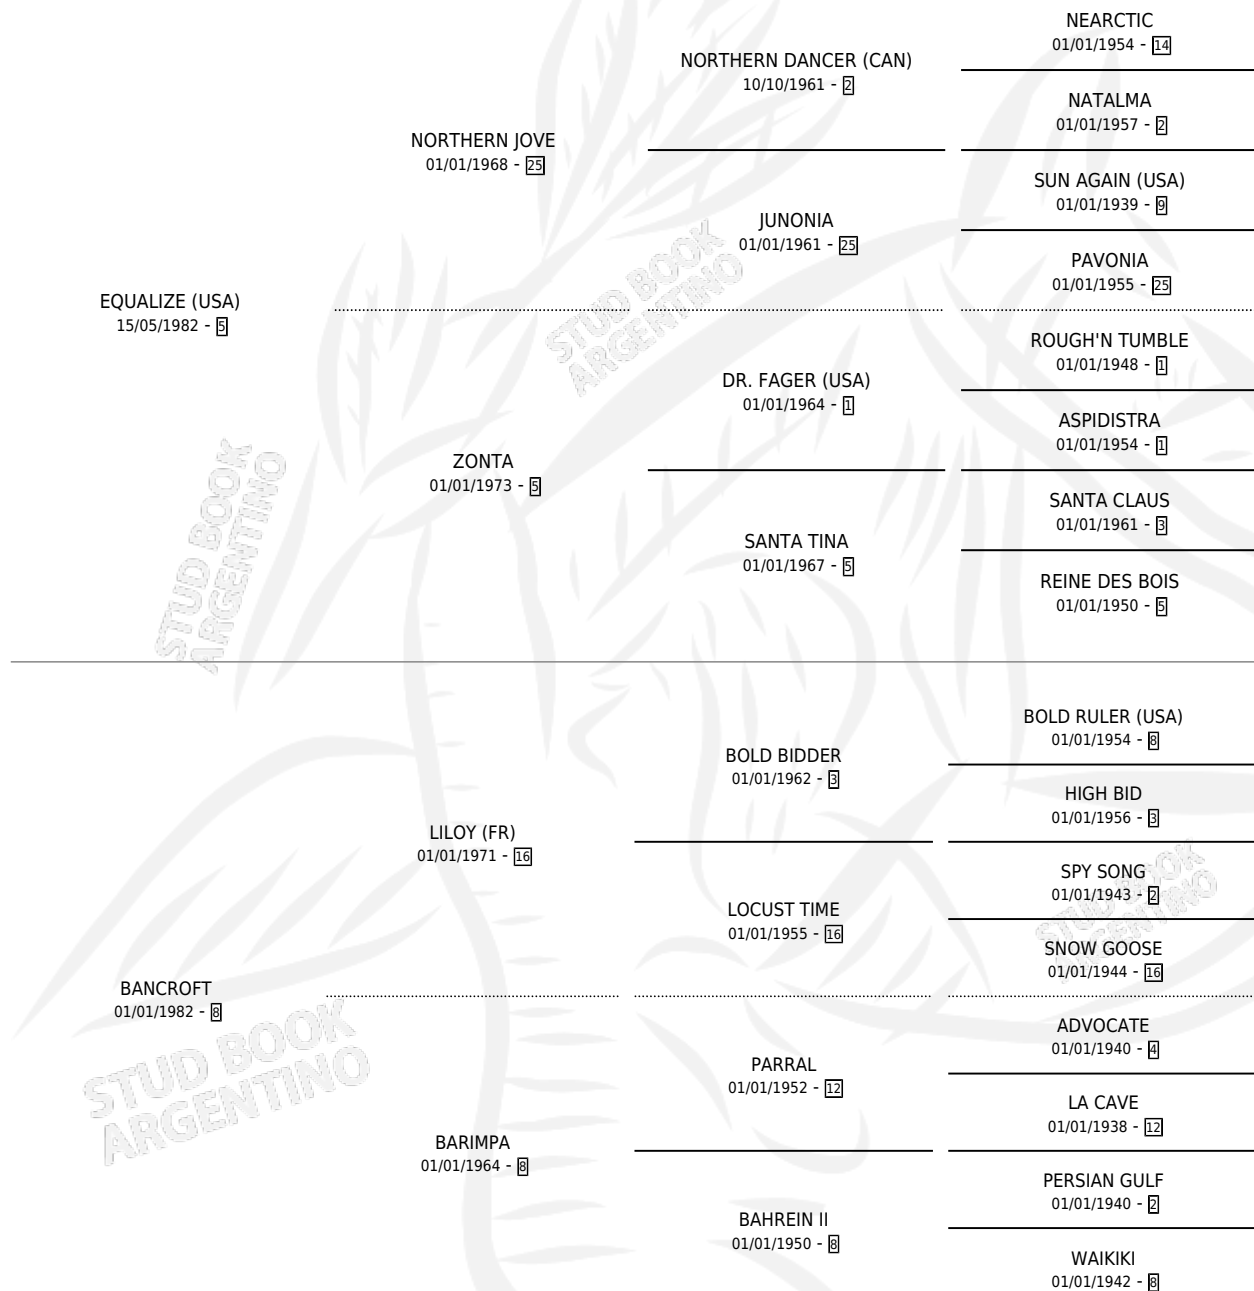 NEARCTIC
01/01/1954 - 14
NORTHERN DANCER (CAN)
10/10/1961 - 2
NATALMA
01/01/1957 - 2
NORTHERN JOVE
01/01/1968 - 25
SUN AGAIN (USA)
01/01/1939 - 9
JUNONIA
01/01/1961 - 25
PAVONIA
01/01/1955 - 25
EQUALIZE (USA)
15/05/1982 - 5
STUD BOOK
ARGENTINO
ROUGH'N TUMBLE
01/01/1948 - 1
DR. FAGER (USA)
01/01/1964 - 1
ASPIDISTRA
01/01/1954 - 1
ZONTA
01/01/1973 - 5
SANTA CLAUS
01/01/1961 - 3
SANTA TINA
01/01/1967 - 5
REINE DES BOIS
01/01/1950 - 5
STUD BOOK
ARGENTINO
BOLD RULER (USA)
01/01/1954 - 8
BOLD BIDDER
01/01/1962 - 3
HIGH BID
01/01/1956 - 3
LILOY (FR)
01/01/1971 - 16
SPY SONG
01/01/1943 - 2
LOCUST TIME
01/01/1955 - 16
SNOW GOOSE
01/01/1944 - 16
STUD BOOK
ARGENTINO
BANCROFT
01/01/1982 - 8
ADVOCATE
01/01/1940 - 4
PARRAL
01/01/1952 - 12
LA CAVE
01/01/1938 - 12
BARIMPA
01/01/1964 - 8
PERSIAN GULF
01/01/1940 - 2
BAHREIN II
01/01/1950 - 8
WAIKIKI
01/01/1942 - 8
STUD BOOK
ARGENTINO